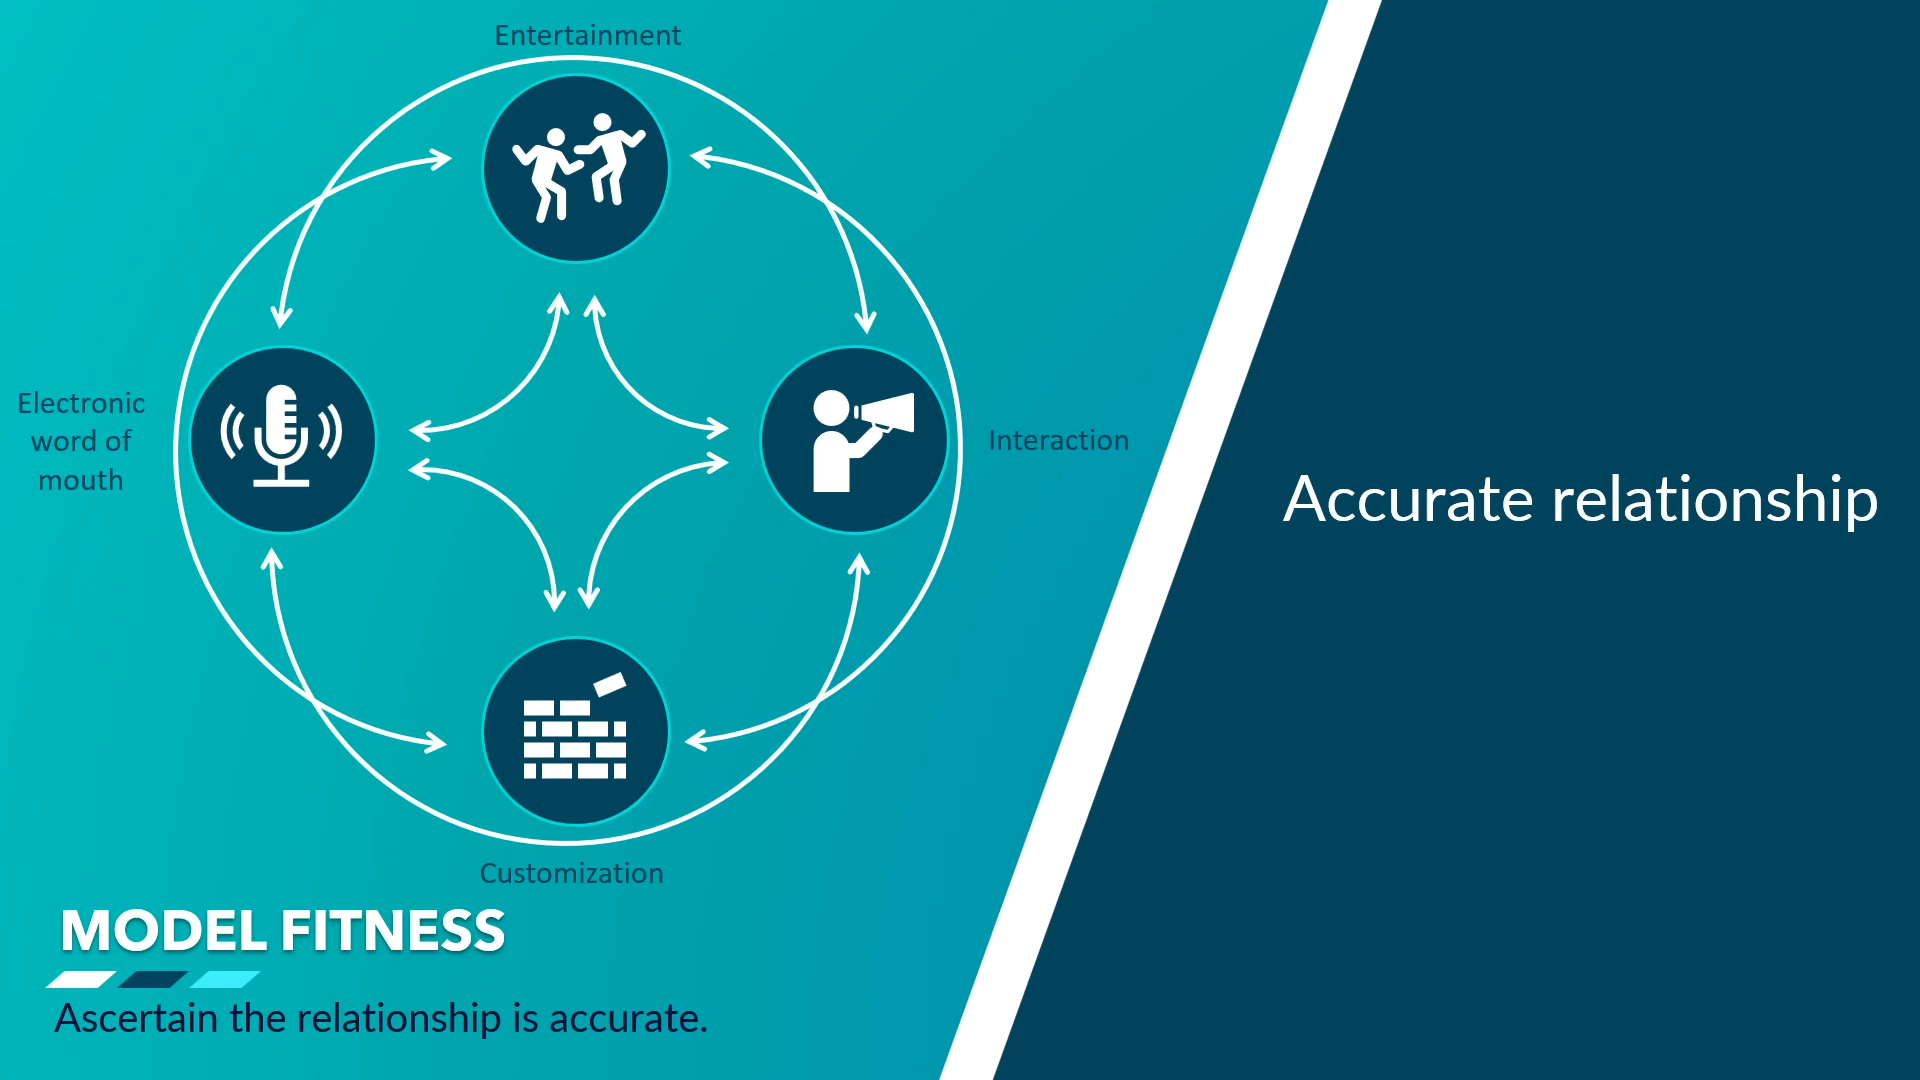 Entertainment
Electronic
word of
mouth
Interaction
Accurate relationship
Customization
MODEL FITNESS
Ascertain the relationship is accurate.